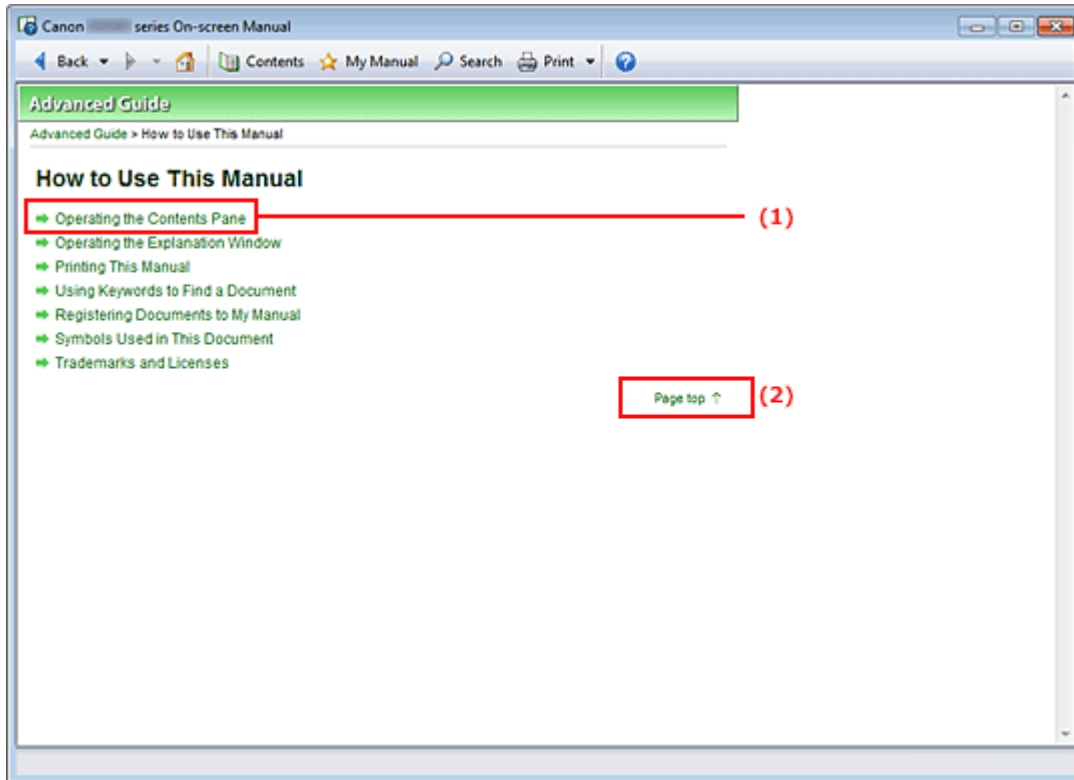 Canon series On-screen Manual
Back Contents My Manual Search Print
Advanced Guide
Advanced Guide > How to Use This Manual
How to Use This Manual
Operating the Contents Pane (1)
Operating the Explanation Window
Printing This Manual
Using Keywords to Find a Document
Registering Documents to My Manual
Symbols Used in This Document
Trademarks and Licenses
Page top ↑ (2)